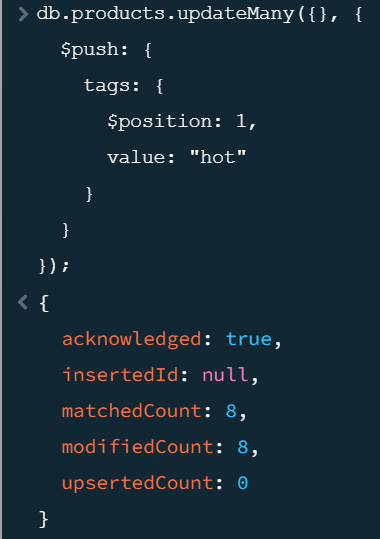 > db.products.updateMany({}, {
$push: {
tags: {
$position: 1,
value: "hot"
}
}
});
< {
acknowledged: true,
insertedId: null,
matchedCount: 8,
modifiedCount: 8,
upsertedCount: 0
}